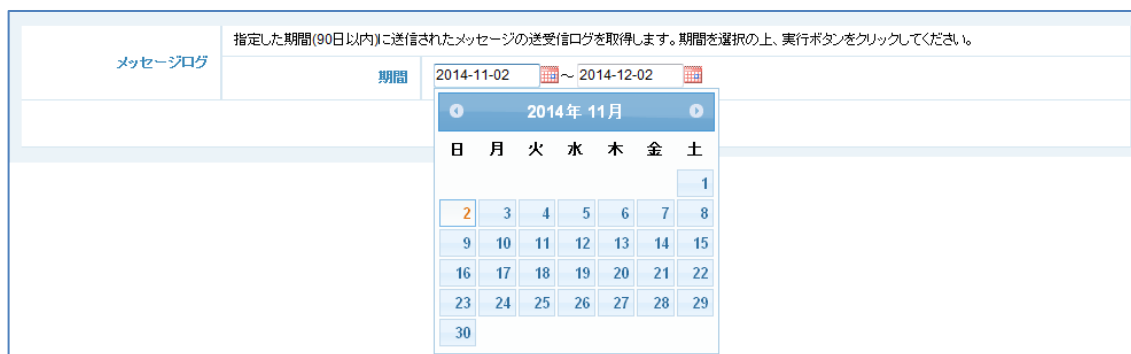 指定した期間(90日以内)に送信されたメッセージの送受信ログを取得します。期間を選択の上、実行ボタンをクリックしてください。
メッセージログ
期間 2014-11-02 ～ 2014-12-02
2014年 11月
日 月 火 水 木 金 土
1
2 3 4 5 6 7 8
9 10 11 12 13 14 15
16 17 18 19 20 21 22
23 24 25 26 27 28 29
30